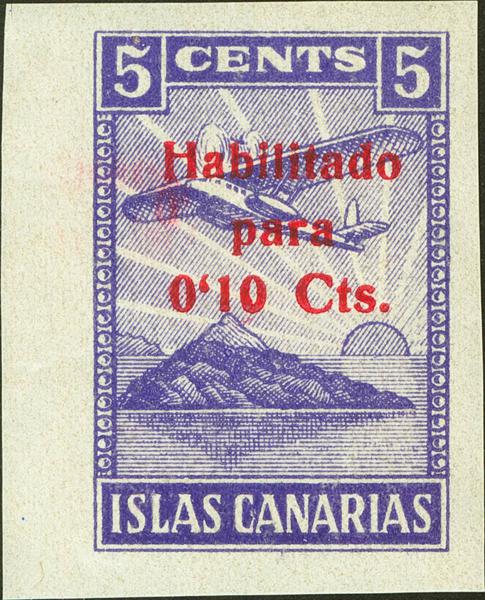 5 CENTS 5
Habilitado
para
0'10 Cts.
ISLAS CANARIAS